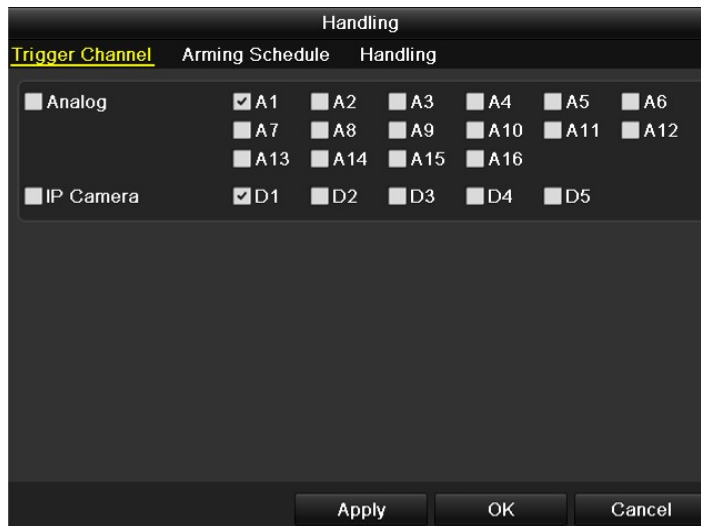 Handling
Trigger Channel Arming Schedule Handling
Analog A1 A2 A3 A4 A5 A6
A7 A8 A9 A10 A11 A12
A13 A14 A15 A16
IP Camera D1 D2 D3 D4 D5
Apply OK Cancel